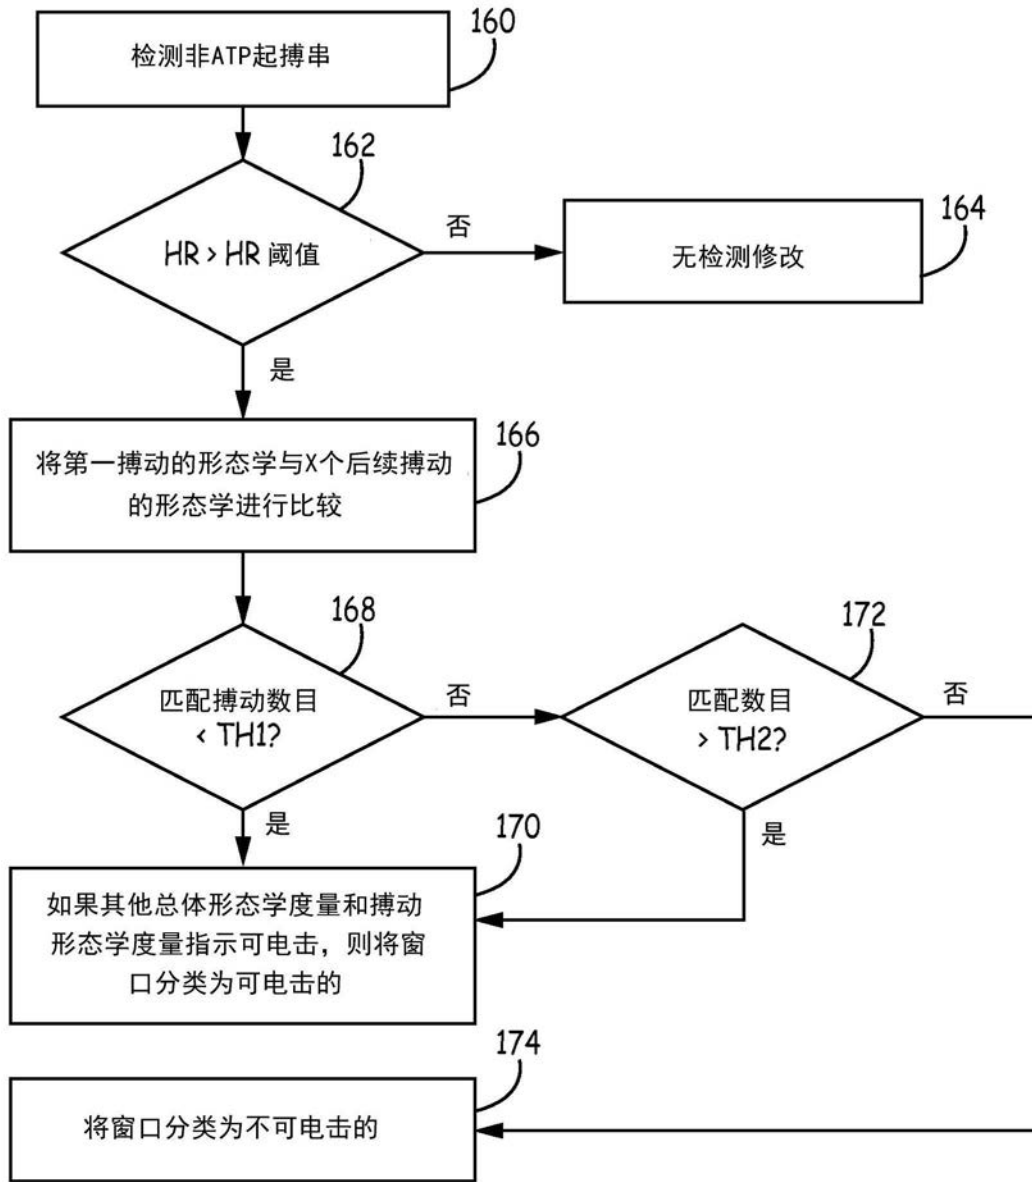 检测非ATP起搏串
160
162
HR > HR 阈值
否
164
无检测修改
是
166
将第一搏动的形态学与X个后续搏动
的形态学进行比较
168
匹配搏动数目
< TH1?
否
172
匹配数目
> TH2?
否
是
是
170
如果其他总体形态学度量和搏动
形态学度量指示可电击，则将窗
口分类为可电击的
174
将窗口分类为不可电击的